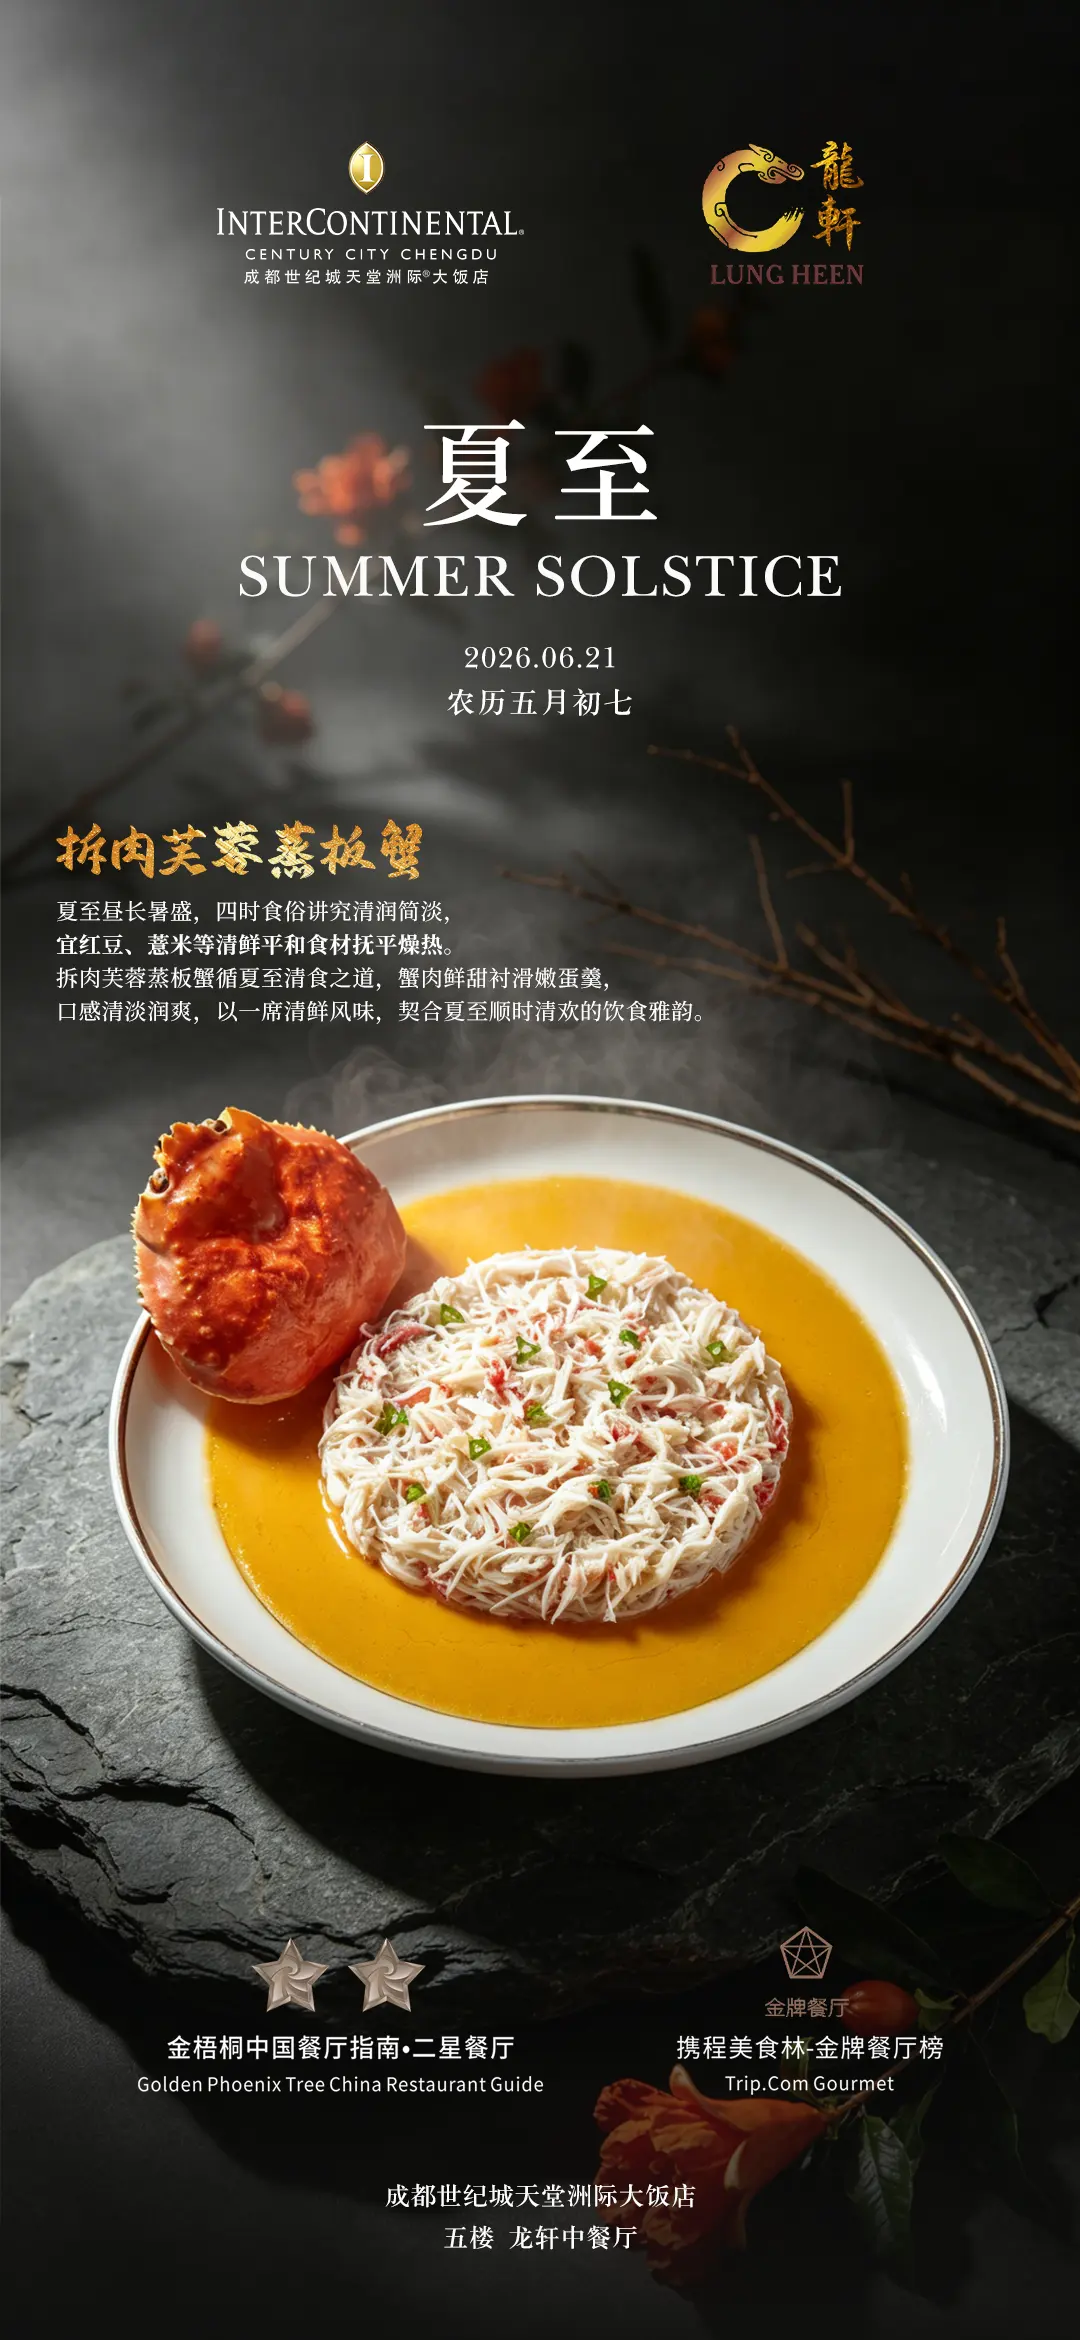 INTERCONTINENTAL®
CENTURY CITY CHENGDU
成都世纪城天堂洲际®大饭店
龍軒
LUNG HEEN
夏至
SUMMER SOLSTICE
2026.06.21
农历五月初七
拆肉芙蓉蒸板蟹
夏至昼长暑盛，四时食俗讲究清润简淡，
宜红豆、薏米等清鲜平和食材抚平燥热。
拆肉芙蓉蒸板蟹循夏至清食之道，蟹肉鲜甜衬滑嫩蛋羹，
口感清淡润爽，以一席清鲜风味，契合夏至顺时清欢的饮食雅韵。
金牌餐厅
金梧桐中国餐厅指南•二星餐厅
Golden Phoenix Tree China Restaurant Guide
携程美食林-金牌餐厅榜
Trip.Com Gourmet
成都世纪城天堂洲际大饭店
五楼 龙轩中餐厅